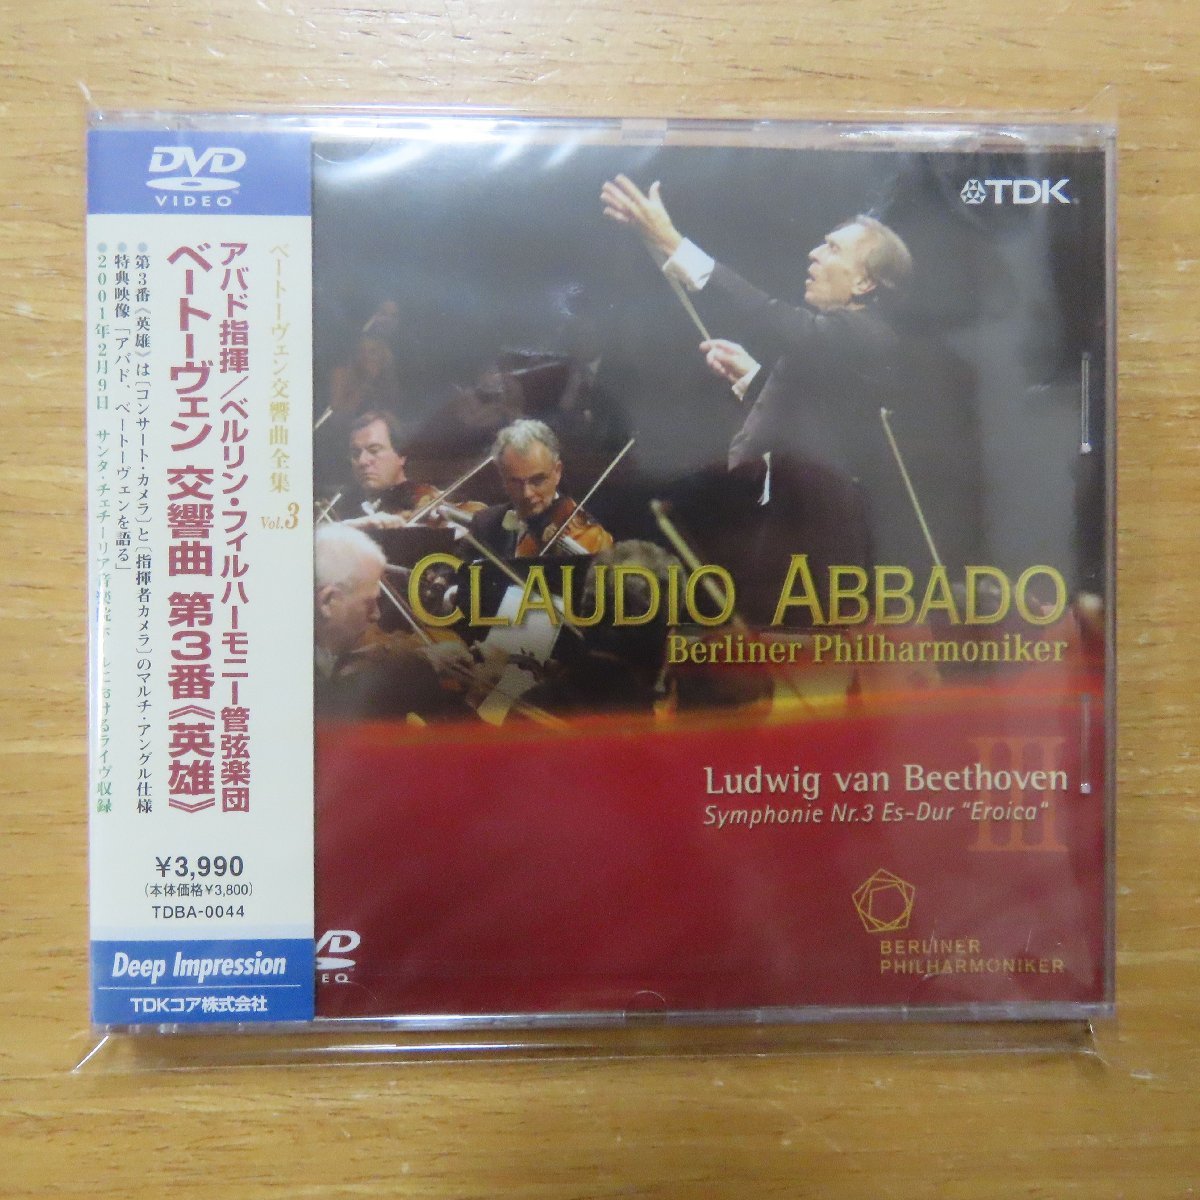 DVD
VIDEO
ベートーヴェン交響曲全集 Vol.3
アバド指揮/ベルリン・フィルハーモニー管弦楽団
ベートーヴェン 交響曲 第3番《英雄》
●第3番《英雄》は〔コンサート・カメラ〕と〔指揮者カメラ〕のマルチ・アングル仕様
●特典映像「アバド、ベートーヴェンを語る」
●2001年2月9日 サンタ・チェチーリア音楽院ホールにおけるライヴ収録
¥3,990
(本体価格¥3,800)
TDBA-0044
Deep Impression
TDKコア株式会社
TDK
CLAUDIO ABBADO
Berliner Philharmoniker
III
Ludwig van Beethoven
Symphonie Nr.3 Es-Dur "Eroica"
BERLINER
PHILHARMONIKER